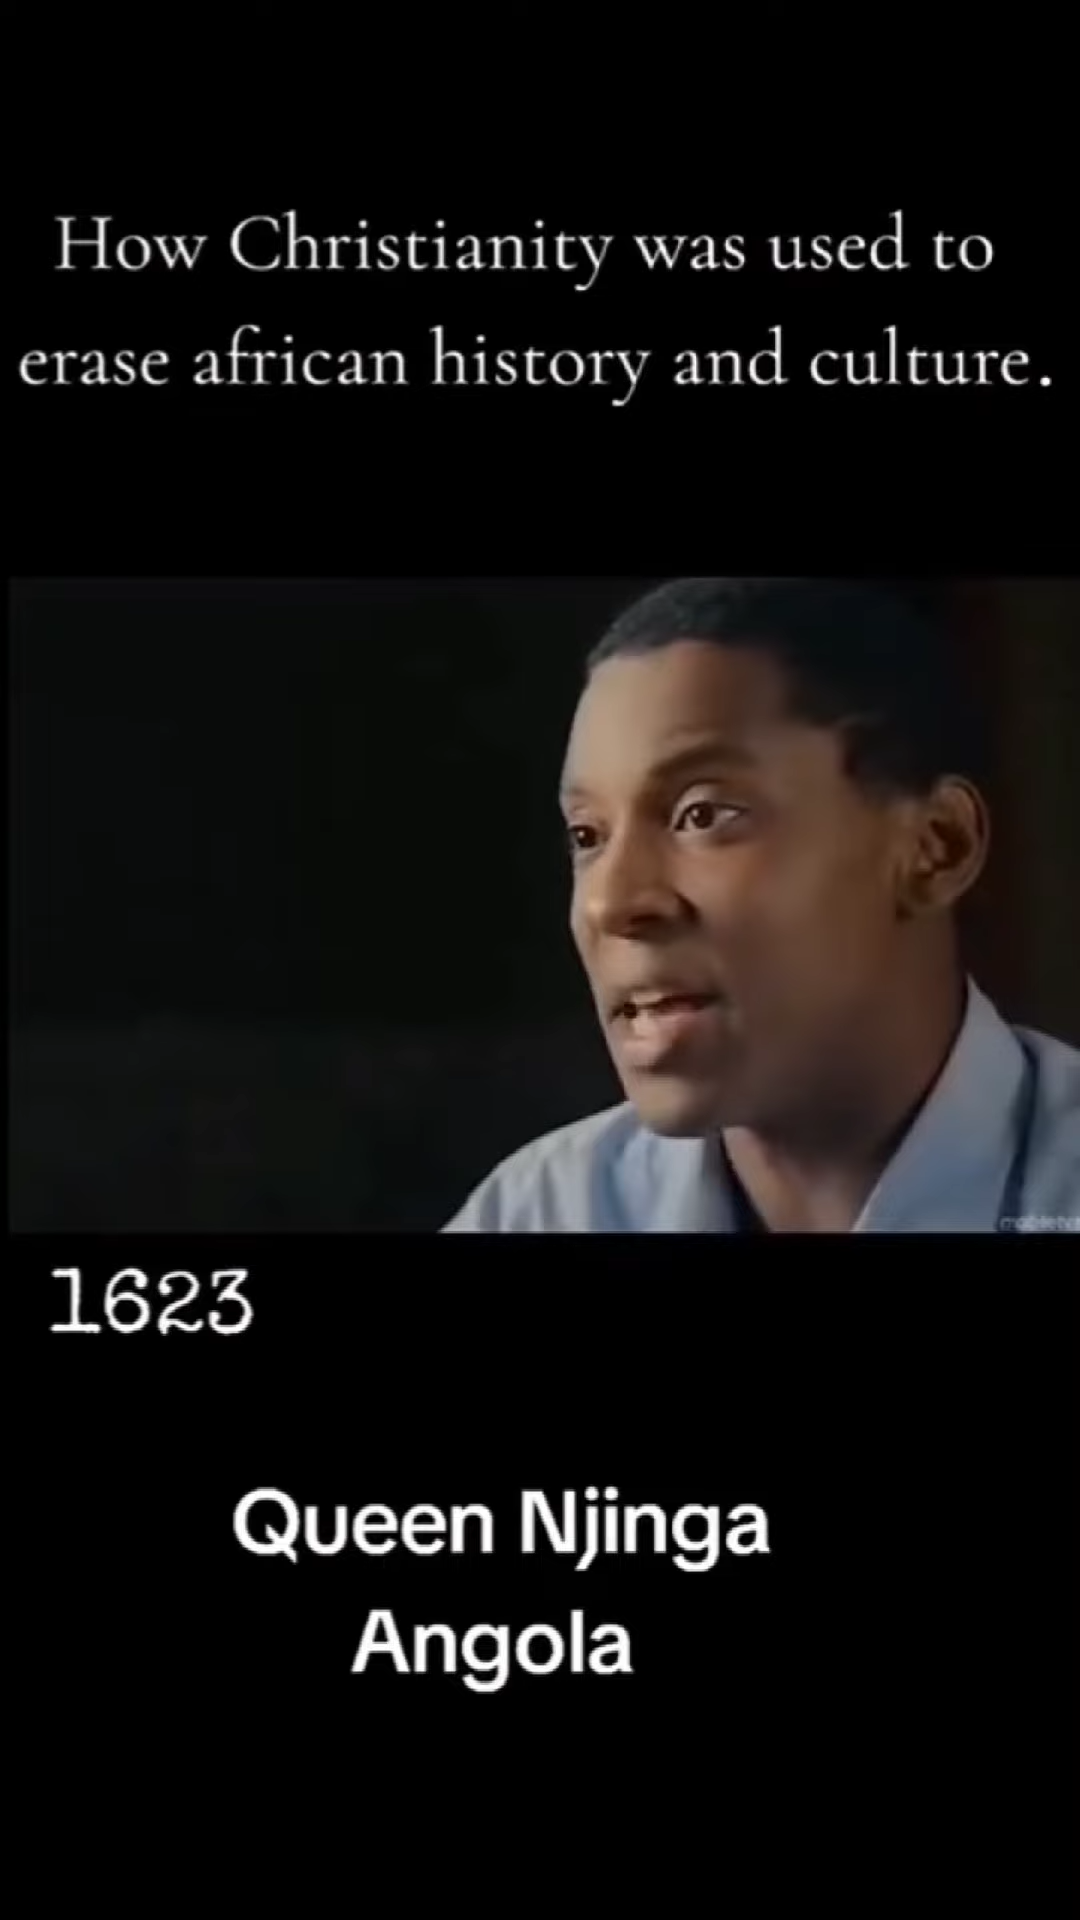 How Christianity was used to
erase african history and culture.
1623
Queen Njinga
Angola